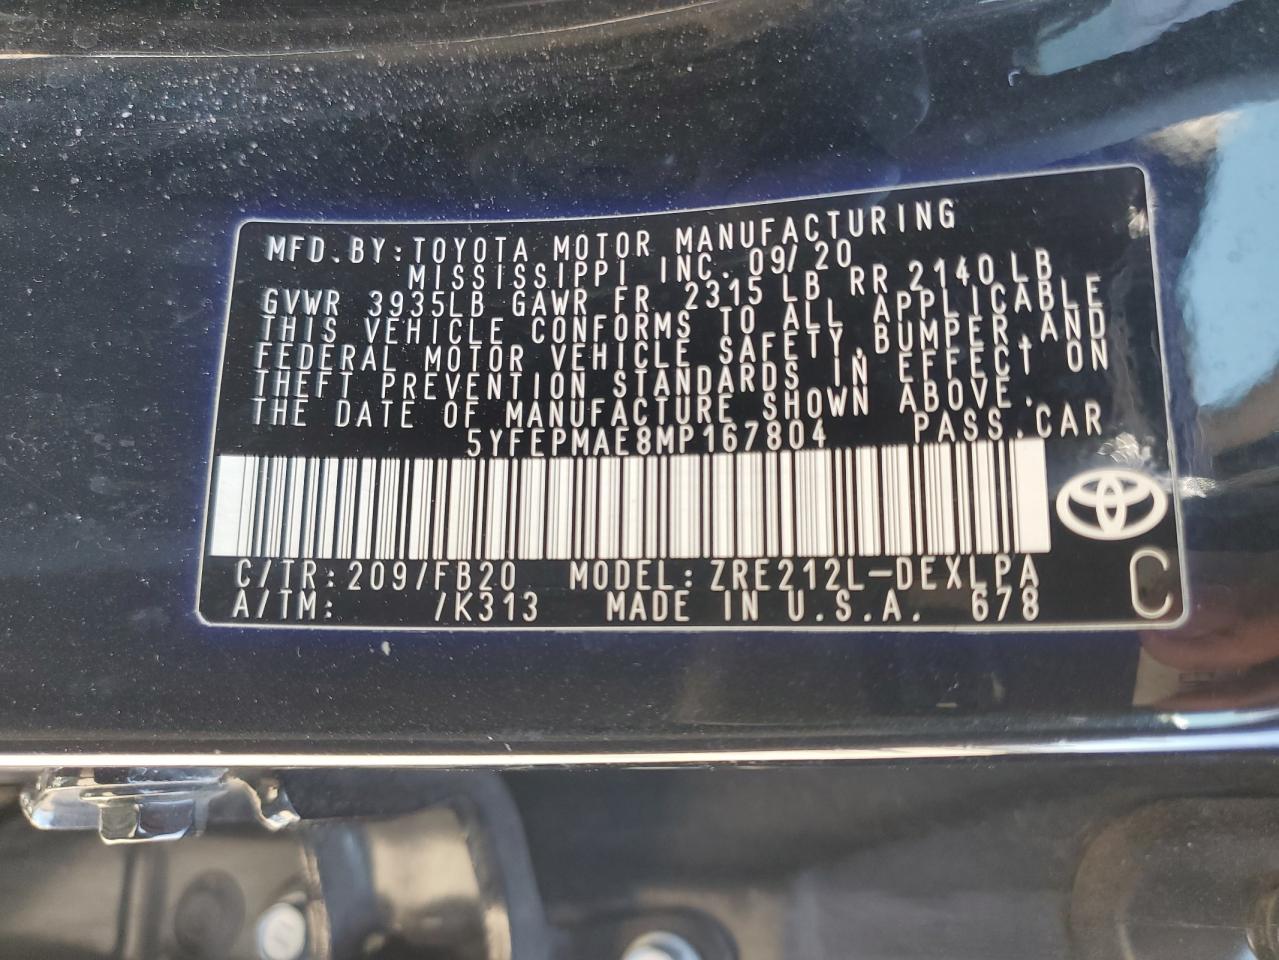 MFD.BY:TOYOTA MOTOR MANUFACTURING
MISSISSIPPI INC. 09/20
GVWR 3935LB GAWR FR 2315LB RR 2140LB
THIS VEHICLE CONFORMS TO ALL APPLICABLE
FEDERAL MOTOR VEHICLE SAFETY,BUMPER,AND
THEFT PREVENTION STANDARDS IN EFFECT ON
THE DATE OF MANUFACTURE SHOWN ABOVE.
5YFEPMAE8MP167804 PASS.CAR
C/TR:209/FB20 MODEL:ZRE212L-DEXLPA
A/TM: /K313 MADE IN U.S.A. 678
C